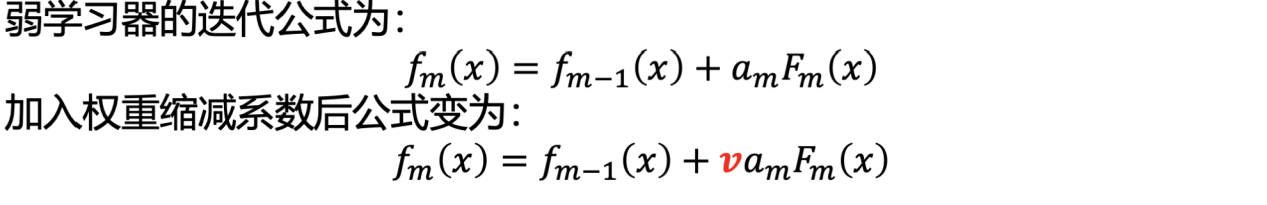 弱学习器的迭代公式为：
fₘ(x) = fₘ₋₁(x) + aₘFₘ(x)
加入权重缩减系数后公式变为：
fₘ(x) = fₘ₋₁(x) + vaₘFₘ(x)